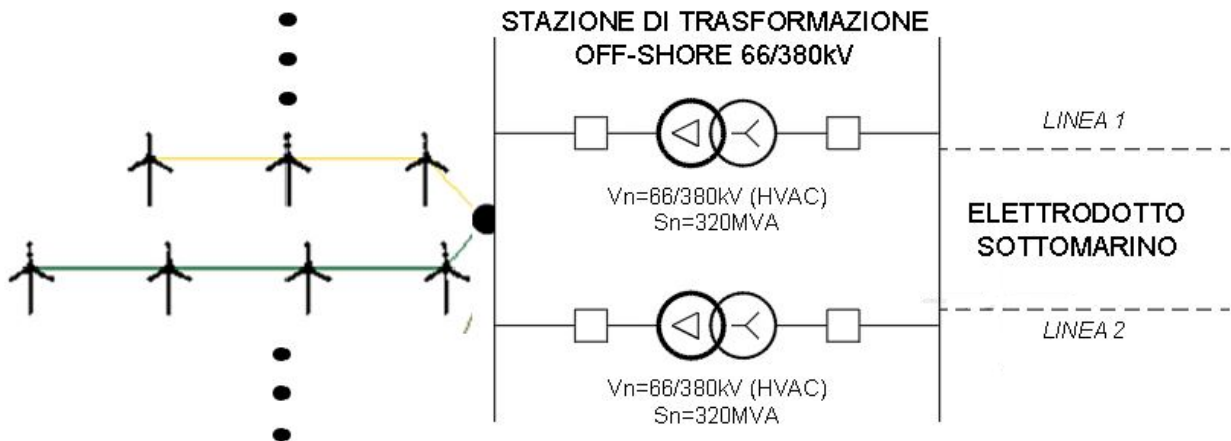 STAZIONE DI TRASFORMAZIONE
OFF-SHORE 66/380kV
LINEA 1
Vn=66/380kV (HVAC)
Sn=320MVA
ELETTRODOTTO
SOTTOMARINO
LINEA 2
Vn=66/380kV (HVAC)
Sn=320MVA